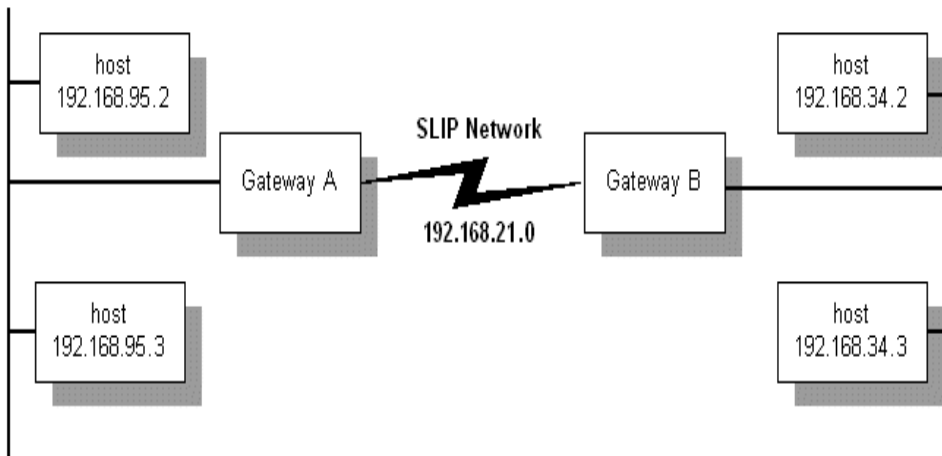 host
192.168.95.2
host
192.168.34.2
SLIP Network
Gateway A
Gateway B
192.168.21.0
host
192.168.95.3
host
192.168.34.3